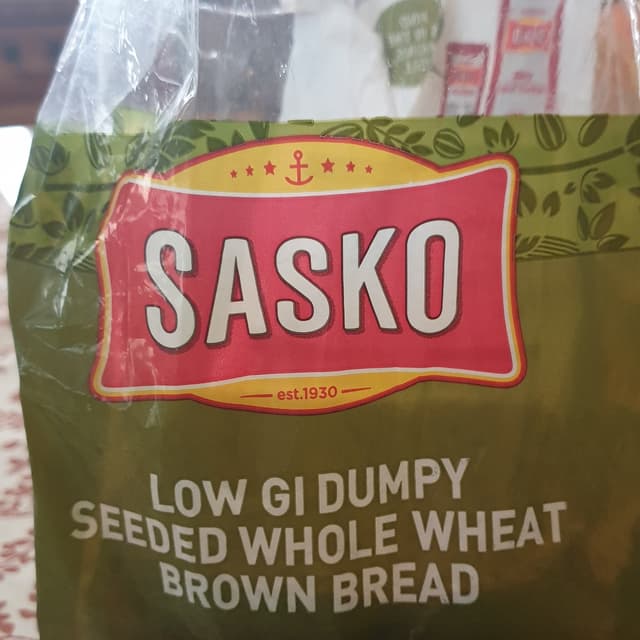 SASKO
est.1930
LOW GI DUMPY
SEEDED WHOLE WHEAT
BROWN BREAD